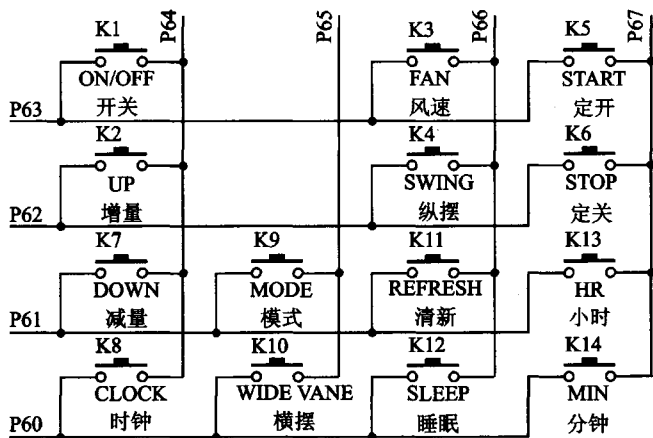 P64 P65 P66 P67
K1 K3 K5
ON/OFF FAN START
开关 风速 定开
P63
K2 K4 K6
UP SWING STOP
增量 纵摆 定关
P62
K7 K9 K11 K13
DOWN MODE REFRESH HR
减量 模式 清新 小时
P61
K8 K10 K12 K14
CLOCK WIDE VANE SLEEP MIN
时钟 横摆 睡眠 分钟
P60